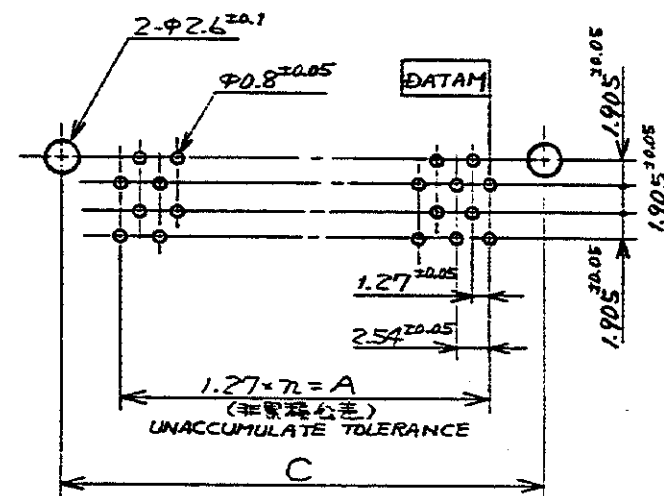 2-Φ2.6±0.1
Φ0.8±0.05
DATAM
1.905±0.05
1.905±0.05
1.905±0.05
1.27±0.05
2.54±0.05
1.27×n=A
(非累積公差)
UNACCUMULATE TOLERANCE
C